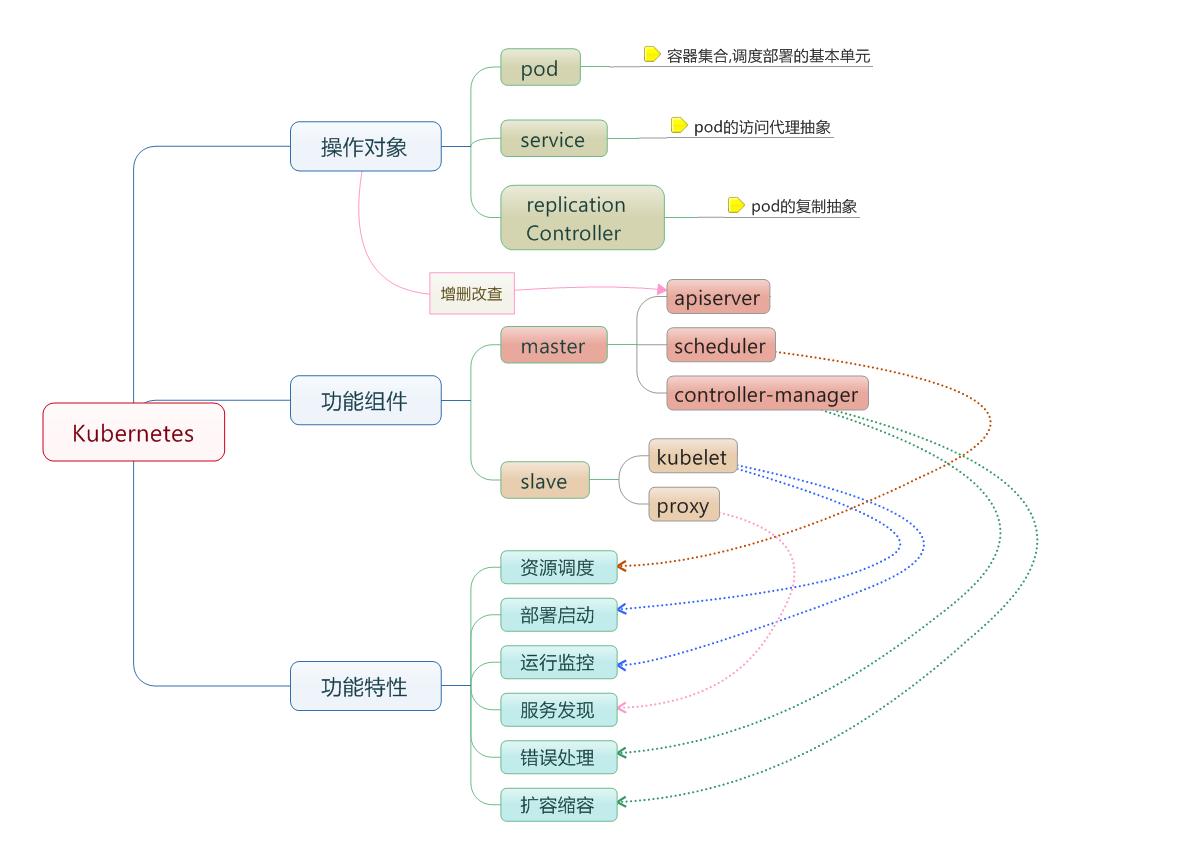 pod
容器集合,调度部署的基本单元
操作对象
service
pod的访问代理抽象
replication
Controller
pod的复制抽象
增删改查
apiserver
master
scheduler
功能组件
controller-manager
Kubernetes
kubelet
slave
proxy
资源调度
部署启动
运行监控
功能特性
服务发现
错误处理
扩容缩容